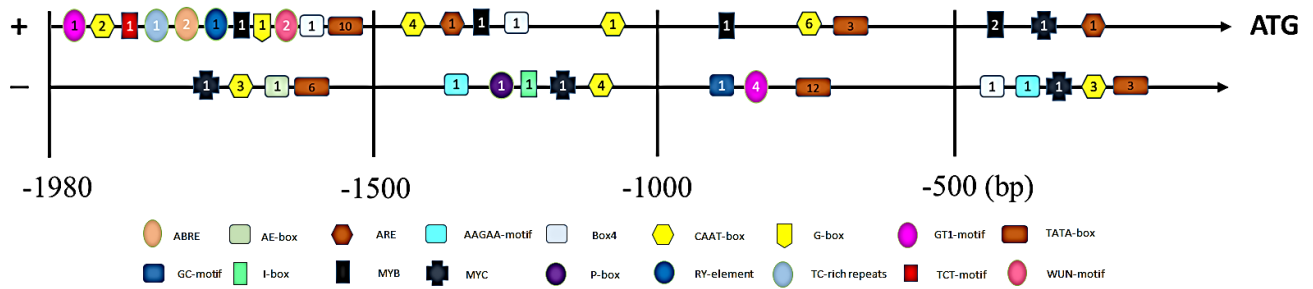 + 1 2 1 1 2 1 1 1 2 1 10 4 1 1 1 1 1 6 3 2 1 1 ATG
– 1 3 1 6 1 1 1 1 4 1 4 12 1 1 1 3 3
-1980 -1500 -1000 -500 (bp)
ABRE AE-box ARE AAGAA-motif Box4 CAAT-box G-box GT1-motif TATA-box
GC-motif I-box MYB MYC P-box RY-element TC-rich repeats TCT-motif WUN-motif